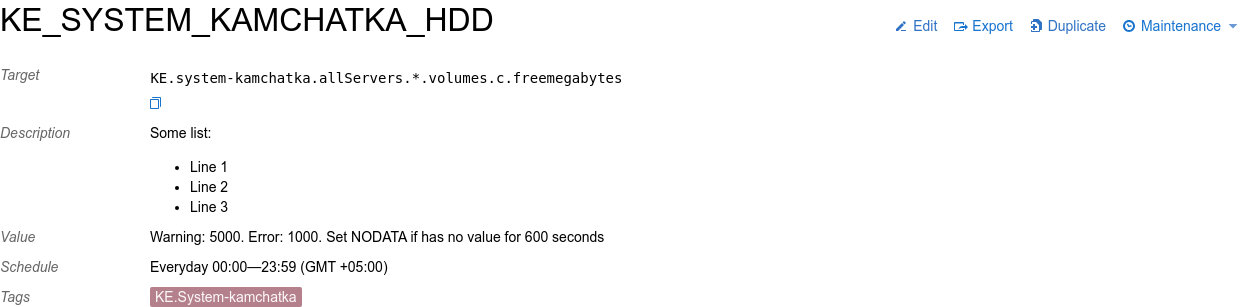 KE_SYSTEM_KAMCHATKA_HDD
Edit Export Duplicate Maintenance
Target KE.system-kamchatka.allServers.*.volumes.c.freemegabytes
Description Some list:
• Line 1
• Line 2
• Line 3
Value Warning: 5000. Error: 1000. Set NODATA if has no value for 600 seconds
Schedule Everyday 00:00—23:59 (GMT +05:00)
Tags KE.System-kamchatka